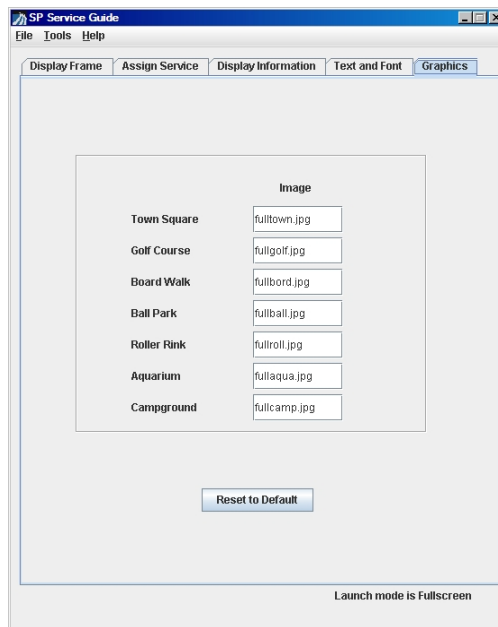 SP Service Guide
File Tools Help
Display Frame Assign Service Display Information Text and Font Graphics
Image
Town Square fulltown.jpg
Golf Course fullgolf.jpg
Board Walk fullbord.jpg
Ball Park fullball.jpg
Roller Rink fullroll.jpg
Aquarium fullaqua.jpg
Campground fullcamp.jpg
Reset to Default
Launch mode is Fullscreen